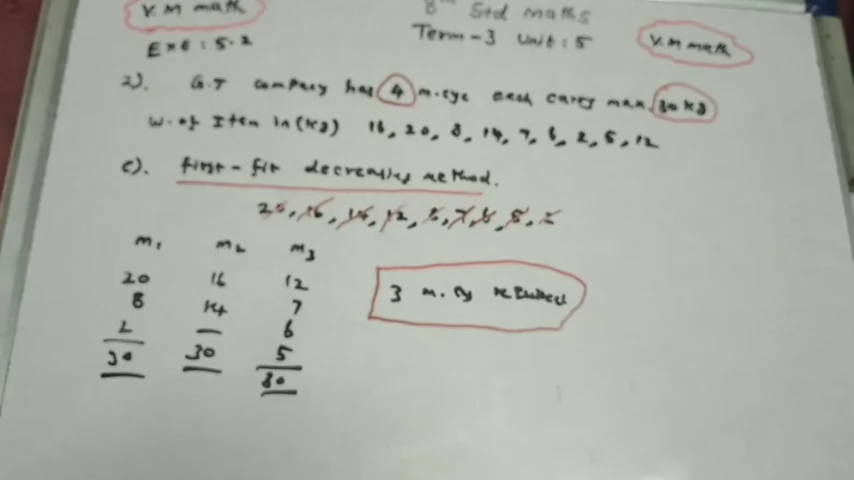 V.M math
8th Std maths
Term-3 Unit: 5
V.M math
Exe: 5.2
2). G.T company has 4 m.cye each carry max. 30 kg
W. of Item in (kg) 16, 20, 8, 14, 7, 6, 2, 5, 12
c). first-fit decreasing method.
20, 16, 14, 12, 8, 7, 6, 5, 2
m1 m2 m3
20 16 12
8 14 7
2 — 6
30 30 5
30
3 m.cy required